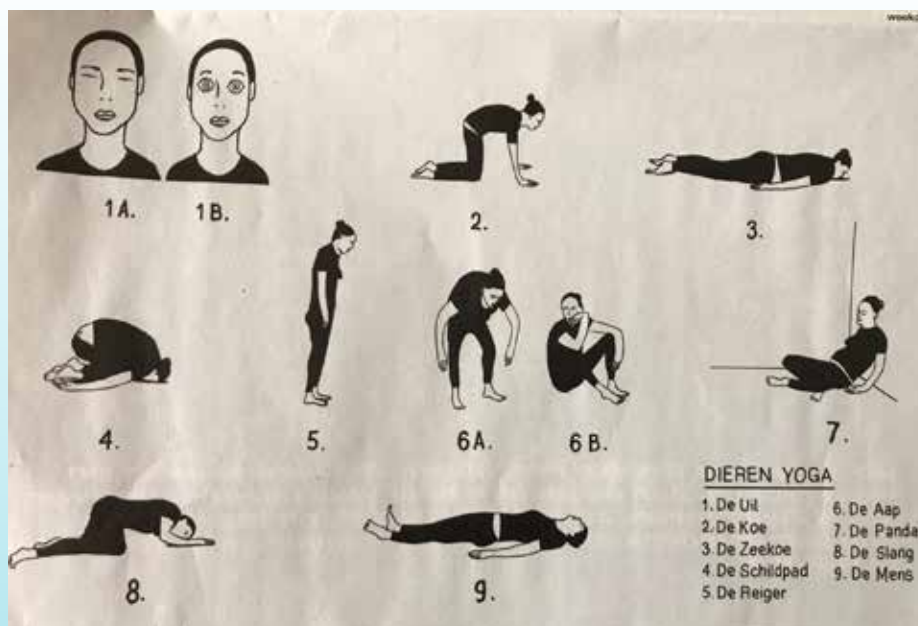 1A.
1B.
2.
3.
4.
5.
6A.
6B.
7.
8.
9.
DIEREN YOGA
1. De Uil
2. De Koe
3. De Zeekoe
4. De Schildpad
5. De Reiger
6. De Aap
7. De Panda
8. De Slang
9. De Mens